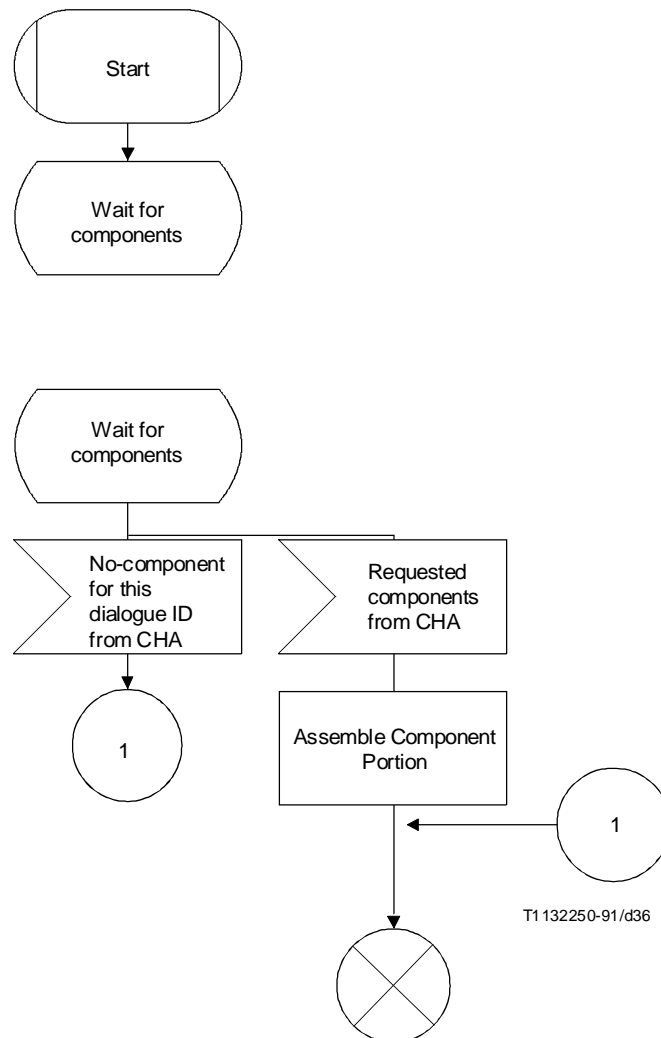 Start
Wait for
components
Wait for
components
No-component
for this
dialogue ID
from CHA
Requested
components
from CHA
1
Assemble Component
Portion
1
T1132250-91/d36